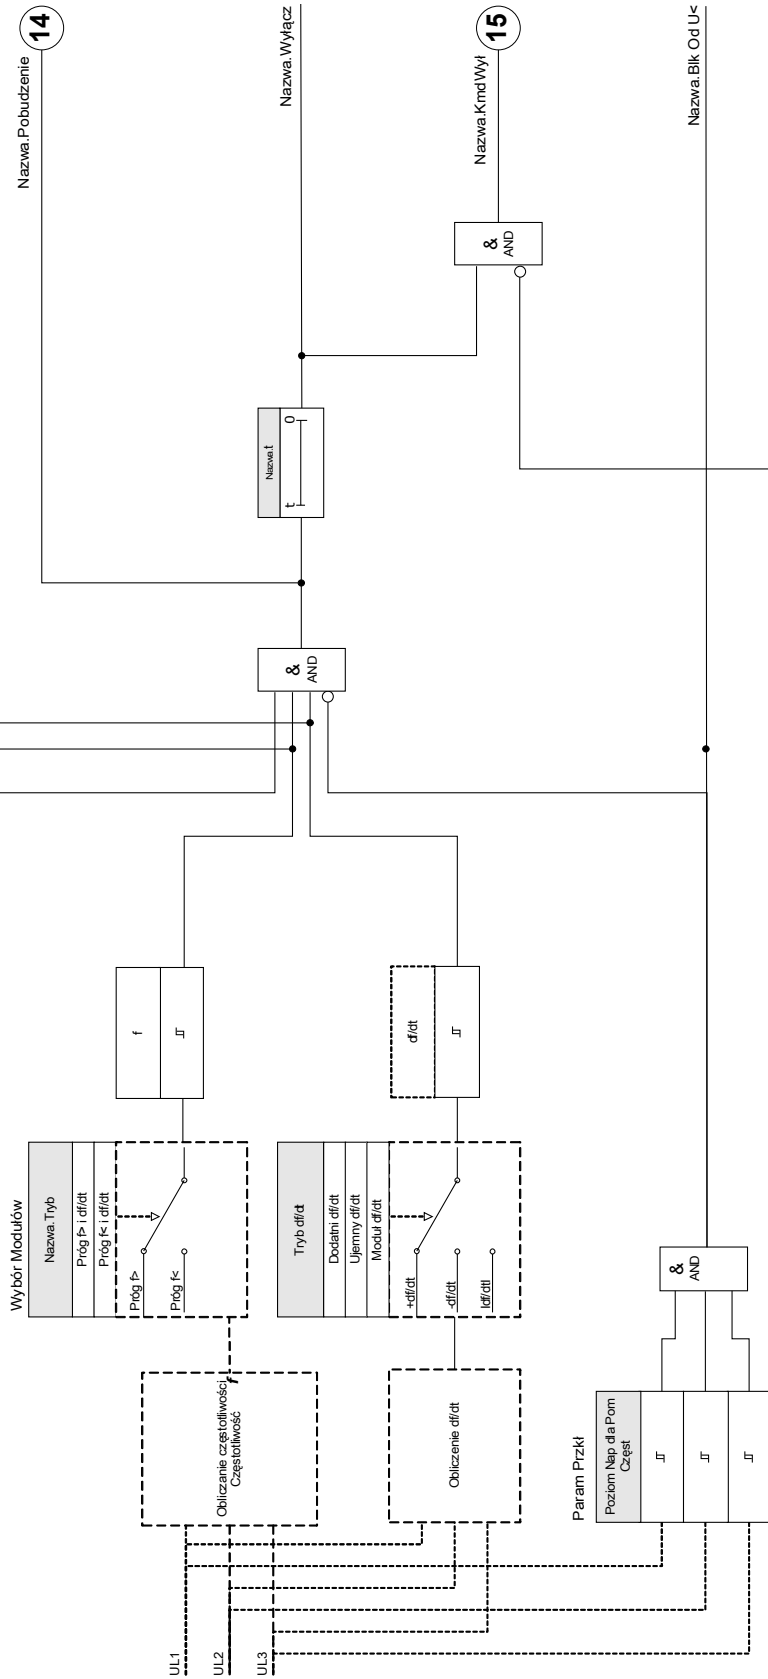 14
Nazwa.Pobudzenie
Nazwa.Wyłącz
15
Nazwa.KmdWył
Nazwa.Blk Od U<
&
AND
Nazwa.t
t
0
&
AND
f
df/dt
Wybór Modułów
Nazwa.Tryb
Próg f> i df/dt
Próg f< i df/dt
Próg f>
Próg f<
Tryb df/dt
Dodatni df/dt
Ujemny df/dt
Moduł df/dt
+df/dt
-df/dt
|df/dt|
&
AND
Obliczanie częstotliwości
Częstotliwość
f
Obliczenie df/dt
Param Przkł
Poziom Nap dla Pom
Częst
UL1
UL2
UL3